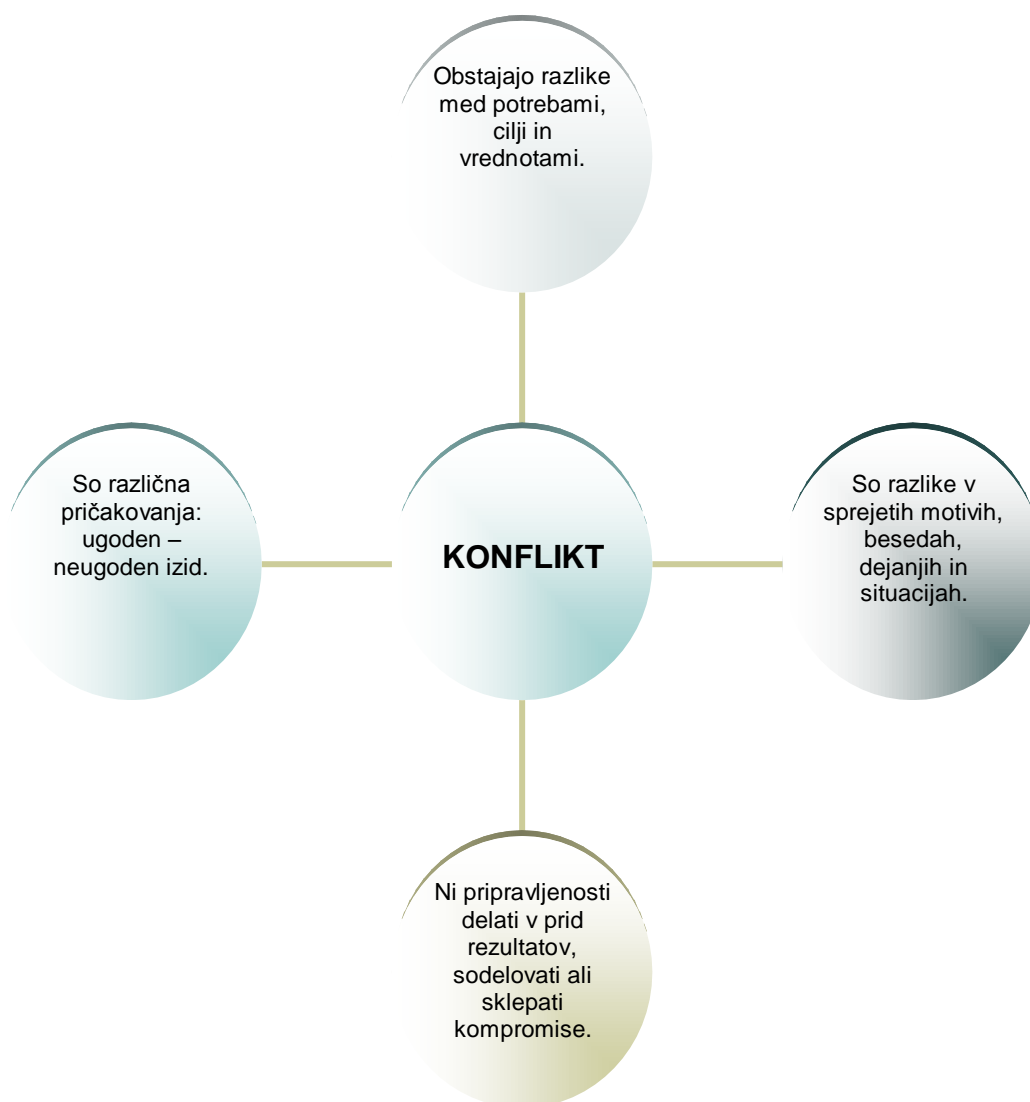 Obstajajo razlike
med potrebami,
cilji in
vrednotami.
So različna
pričakovanja:
ugoden –
neugoden izid.
KONFLIKT
So razlike v
sprejetih motivih,
besedah,
dejanjih in
situacijah.
Ni pripravljenosti
delati v prid
rezultatov,
sodelovati ali
sklepati
kompromise.